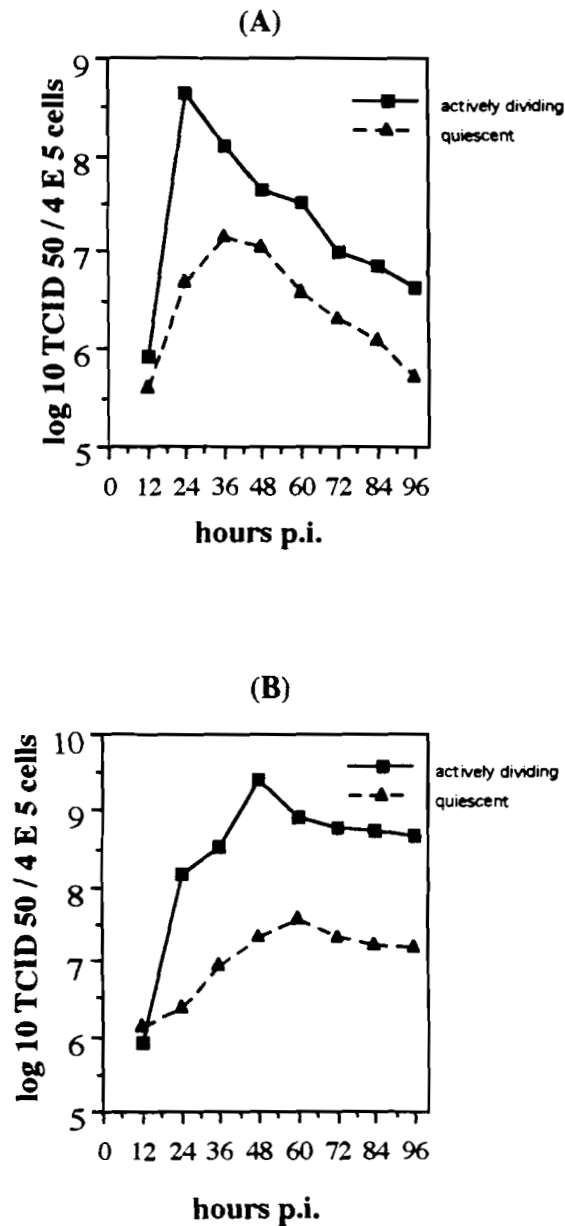 (A)
log 10 TCID 50 / 4 E 5 cells
9
8
7
6
5
actively dividing
quiescent
0 12 24 36 48 60 72 84 96
hours p.i.
(B)
log 10 TCID 50 / 4 E 5 cells
10
9
8
7
6
5
actively dividing
quiescent
0 12 24 36 48 60 72 84 96
hours p.i.